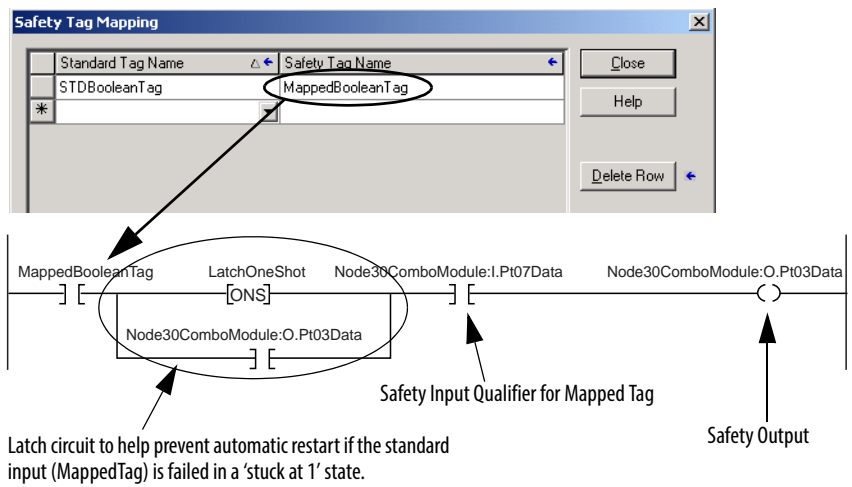 Safety Tag Mapping
Standard Tag Name Safety Tag Name
Close
STDBooleanTag MappedBooleanTag
Help
*
Delete Row
MappedBooleanTag LatchOneShot Node30ComboModule:I.Pt07Data Node30ComboModule:O.Pt03Data
ONS
Node30ComboModule:O.Pt03Data
Safety Input Qualifier for Mapped Tag
Safety Output
Latch circuit to help prevent automatic restart if the standard
input (MappedTag) is failed in a ‘stuck at 1’ state.